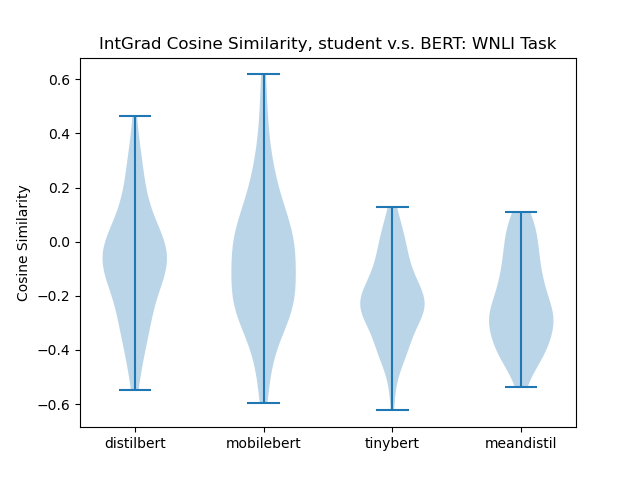 IntGrad Cosine Similarity, student v.s. BERT: WNLI Task
Cosine Similarity
0.6
0.4
0.2
0.0
−0.2
−0.4
−0.6
distilbert mobilebert tinybert meandistil